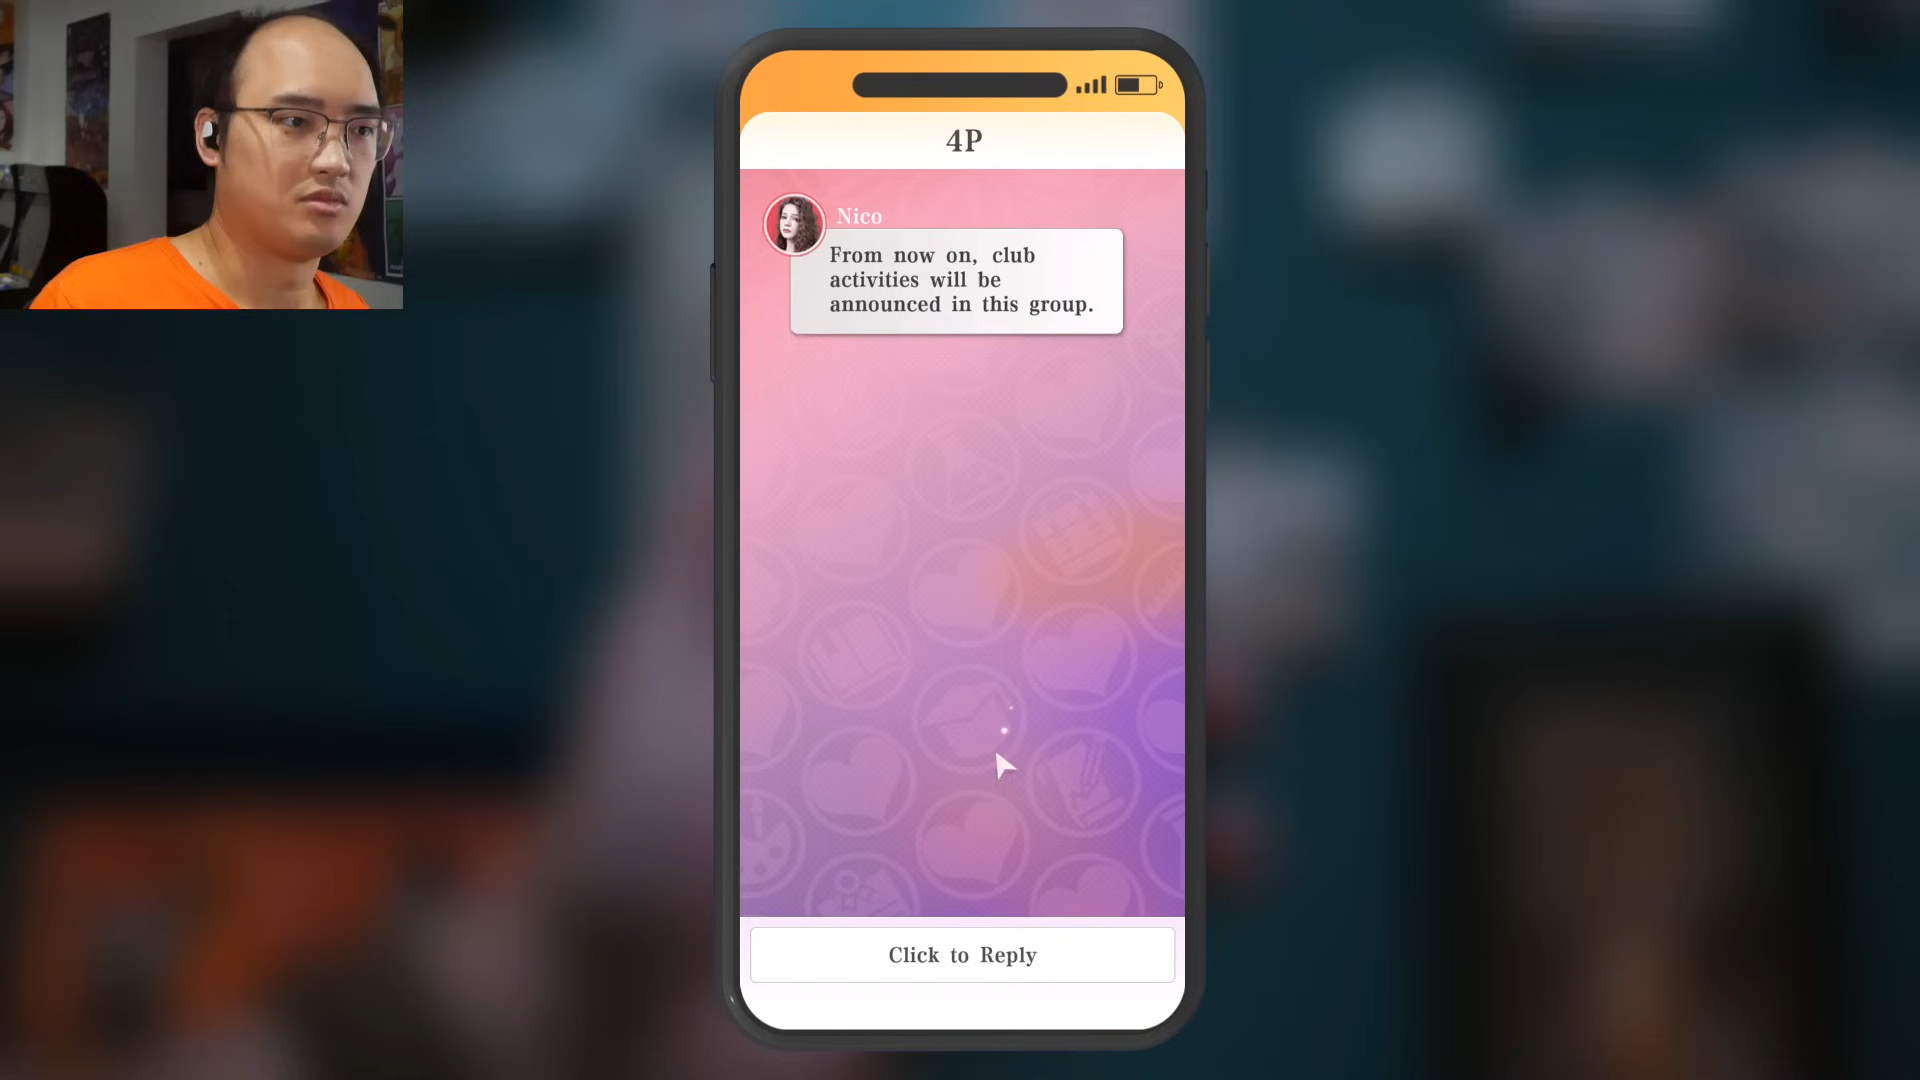 4P
Nico
From now on, club
activities will be
announced in this group.
Click to Reply